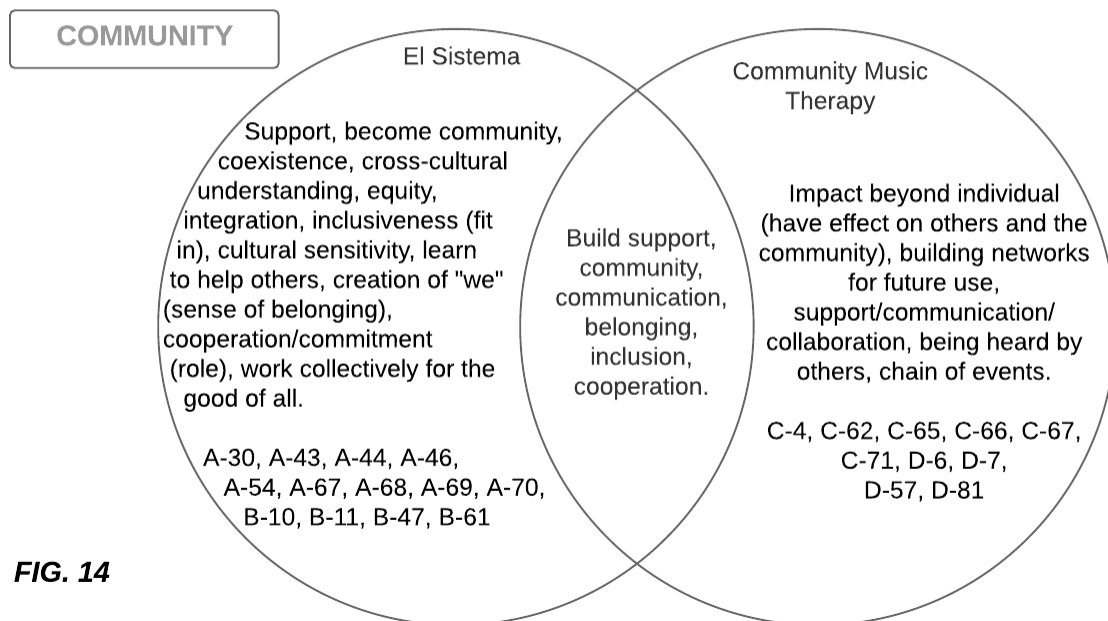 COMMUNITY
El Sistema
Support, become community,
coexistence, cross-cultural
understanding, equity,
integration, inclusiveness (fit
in), cultural sensitivity, learn
to help others, creation of "we"
(sense of belonging),
cooperation/commitment
(role), work collectively for the
good of all.
A-30, A-43, A-44, A-46,
A-54, A-67, A-68, A-69, A-70,
B-10, B-11, B-47, B-61
Build support,
community,
communication,
belonging,
inclusion,
cooperation.
Community Music
Therapy
Impact beyond individual
(have effect on others and the
community), building networks
for future use,
support/communication/
collaboration, being heard by
others, chain of events.
C-4, C-62, C-65, C-66, C-67,
C-71, D-6, D-7,
D-57, D-81
FIG. 14